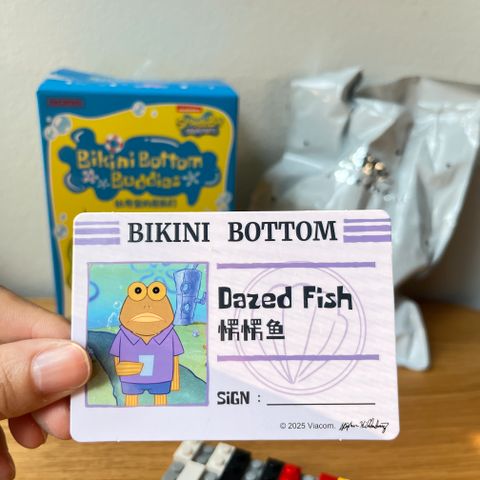 Bikini Bottom
Buddies
BIKINI BOTTOM
Dazed Fish
愣愣鱼
SiGN :
© 2025 Viacom.